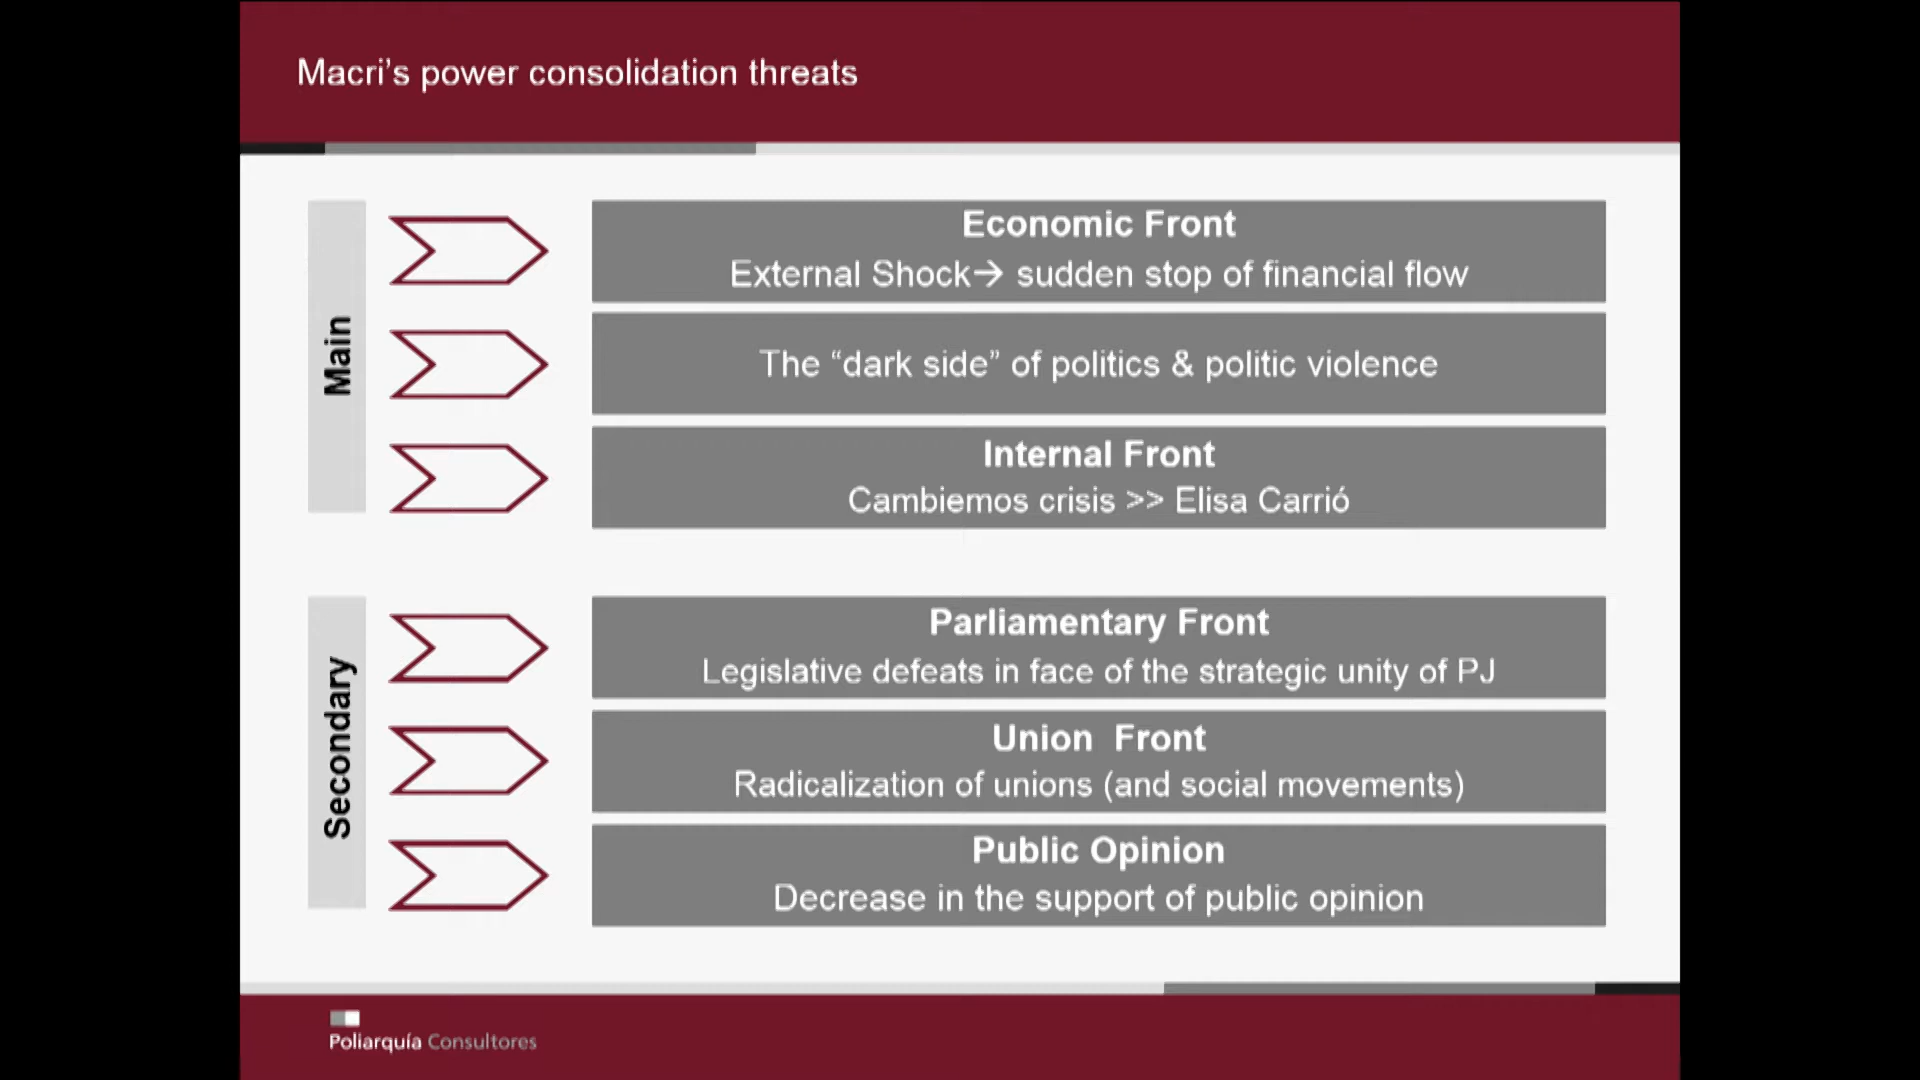 Macri's power consolidation threats
Main
Economic Front
External Shock→ sudden stop of financial flow
The “dark side” of politics & politic violence
Internal Front
Cambiemos crisis >> Elisa Carrió
Secondary
Parliamentary Front
Legislative defeats in face of the strategic unity of PJ
Union Front
Radicalization of unions (and social movements)
Public Opinion
Decrease in the support of public opinion
Poliarquía Consultores